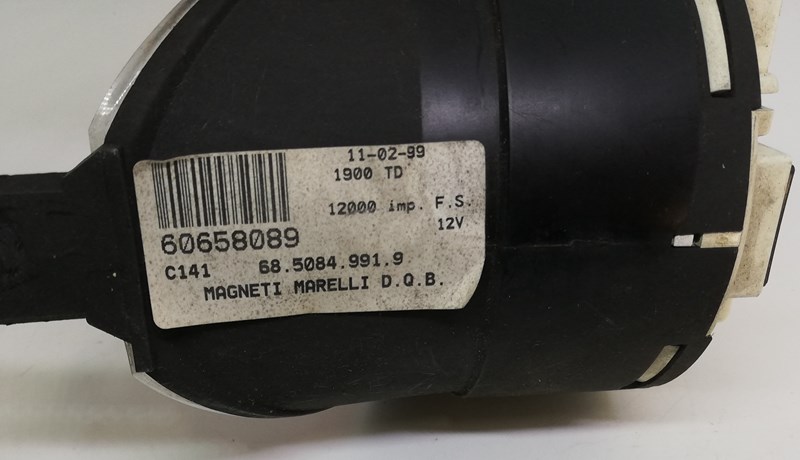 11-02-99
1900 TD
12000 imp. F.S.
12V
60658089
C141 68.5084.991.9
MAGNETI MARELLI D.Q.B.